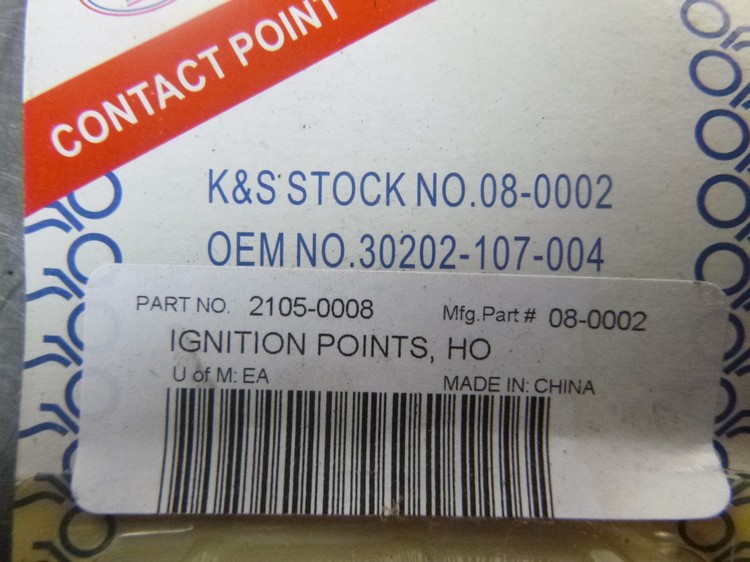 CONTACT POINT
K&S STOCK NO.08-0002
OEM NO.30202-107-004
PART NO. 2105-0008 Mfg.Part # 08-0002
IGNITION POINTS, HO
U of M: EA MADE IN: CHINA